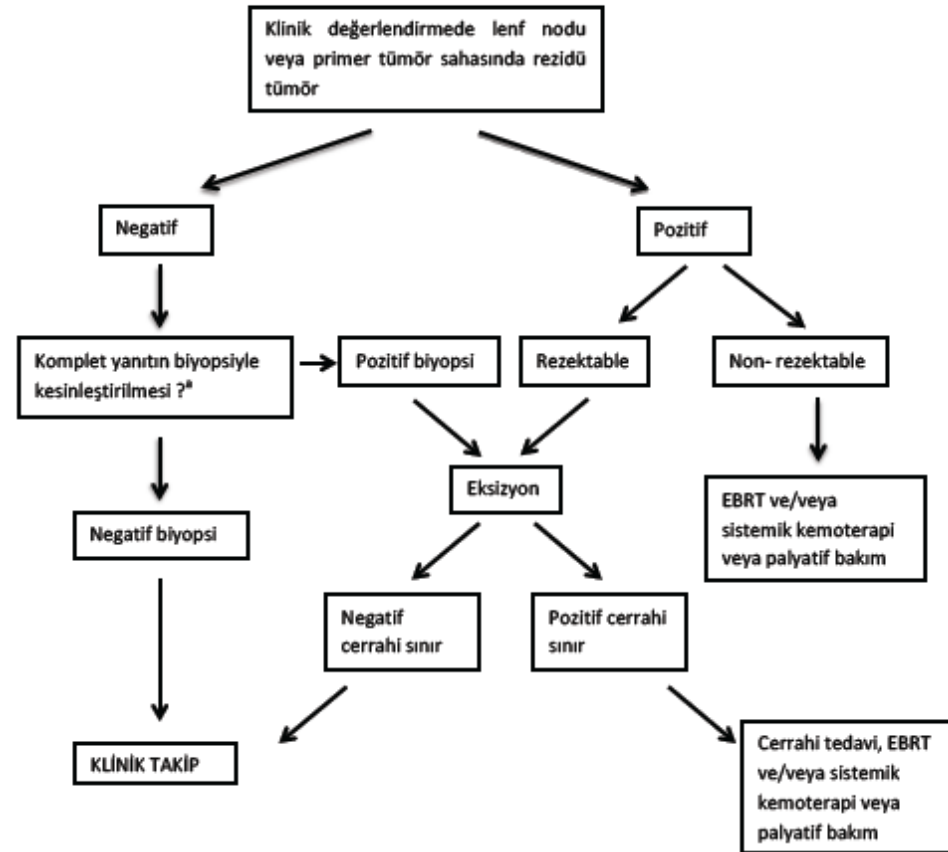 Klinik değerlendirmede lenf nodu
veya primer tümör sahasında rezidü
tümör
Negatif
Pozitif
Komplet yanıtın biyopsiyle
kesinleştirilmesi ?ª
Pozitif biyopsi
Rezektable
Non- rezektable
Eksizyon
EBRT ve/veya
sistemik kemoterapi
veya palyatif bakım
Negatif biyopsi
Negatif
cerrahi sınır
Pozitif cerrahi
sınır
KLİNİK TAKİP
Cerrahi tedavi, EBRT
ve/veya sistemik
kemoterapi veya
palyatif bakım